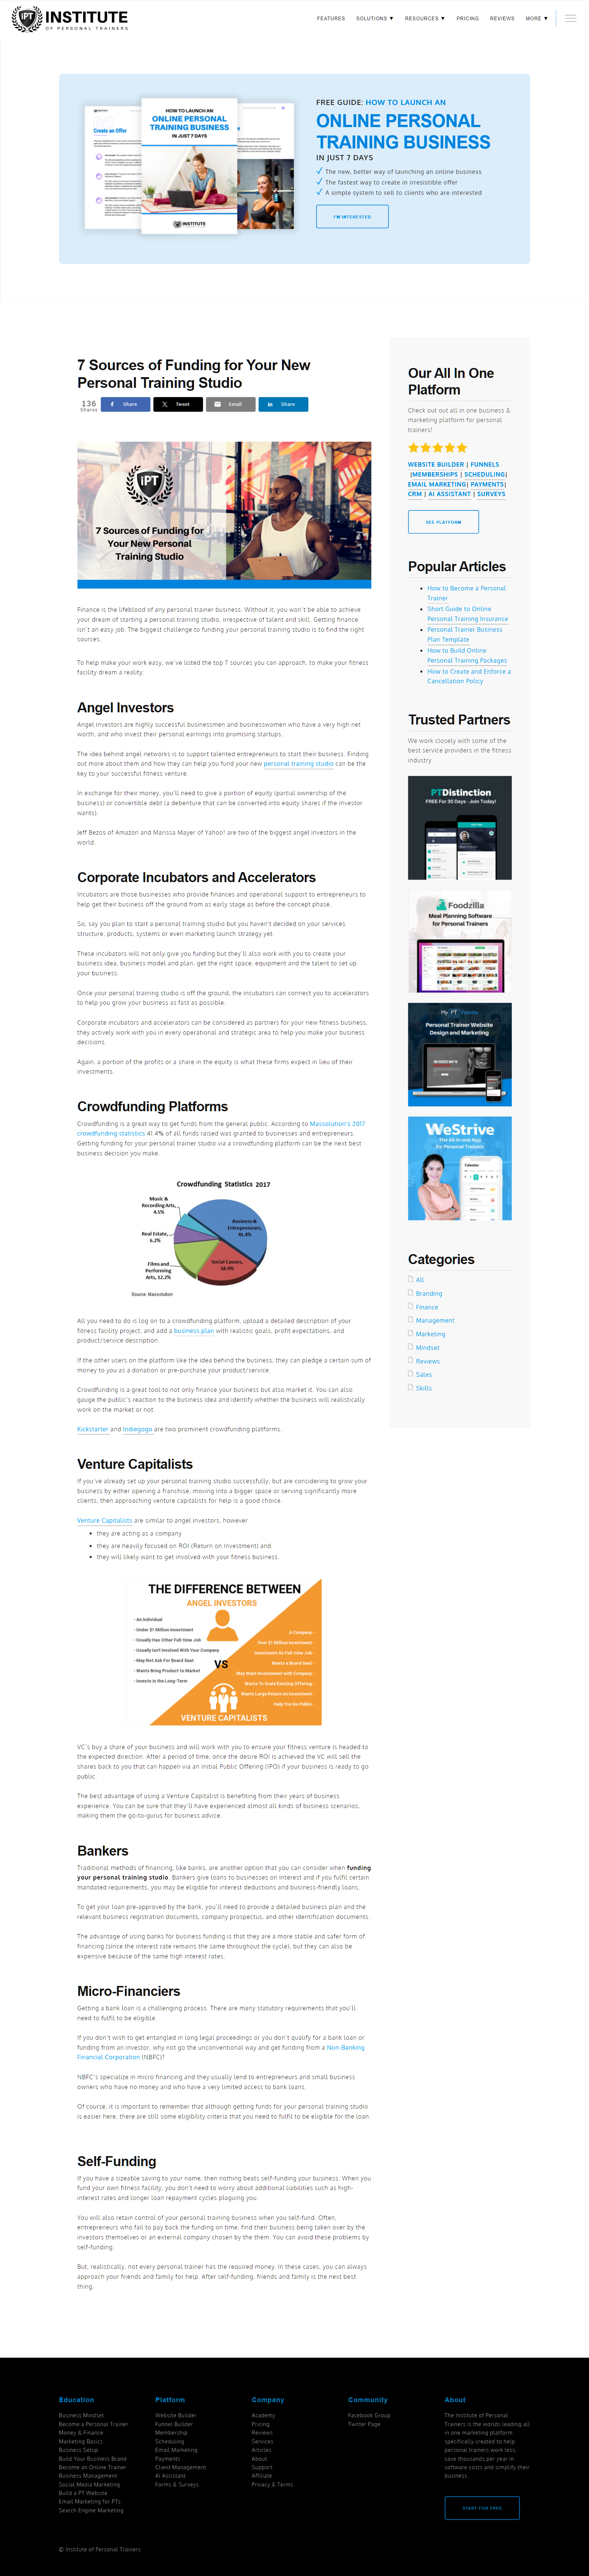 IPT INSTITUTE
OF PERSONAL TRAINERS
FEATURES
SOLUTIONS ▼
RESOURCES ▼
PRICING
REVIEWS
MORE ▼
Create an Offer
HOW TO LAUNCH AN
ONLINE PERSONAL
TRAINING BUSINESS
IN JUST 7 DAYS
INSTITUTE
FREE GUIDE: HOW TO LAUNCH AN
ONLINE PERSONAL
TRAINING BUSINESS
IN JUST 7 DAYS
The new, better way of launching an online business
The fastest way to create in irresistible offer
A simple system to sell to clients who are interested
I'M INTERESTED
7 Sources of Funding for Your New
Personal Training Studio
136
Shares
Share
Tweet
Email
Share
IPT
7 Sources of Funding for
Your New Personal
Training Studio
Finance is the lifeblood of any personal trainer business. Without it, you won't be able to achieve
your dream of starting a personal training studio, irrespective of talent and skill. Getting finance
isn't an easy job. The biggest challenge to funding your personal training studio is to find the right
sources.
To help make your work easy, we've listed the top 7 sources you can approach, to make your fitness
facility dream a reality:
Angel Investors
Angel investors are highly successful businessmen and businesswomen who have a very high net
worth, and who invest their personal earnings into promising startups.
The idea behind angel networks is to support talented entrepreneurs to start their business. Finding
out more about them and how they can help you fund your new personal training studio can be the
key to your successful fitness venture.
In exchange for their money, you'll need to give a portion of equity (partial ownership of the
business) or convertible debt (a debenture that can be converted into equity shares if the investor
wants).
Jeff Bezos of Amazon and Marissa Mayer of Yahoo! are two of the biggest angel investors in the
world.
Corporate Incubators and Accelerators
Incubators are those businesses who provide finances and operational support to entrepreneurs to
help get their business off the ground from as early stage as before the concept phase.
So, say you plan to start a personal training studio but you haven't decided on your services
structure, products, systems or even marketing launch strategy yet.
These incubators will not only give you funding but they'll also work with you to create your
business idea, business model and plan, get the right space, equipment and the talent to set up
your business.
Once your personal training studio is off the ground, the incubators can connect you to accelerators
to help you grow your business as fast as possible.
Corporate incubators and accelerators can be considered as partners for your new fitness business,
they actively work with you in every operational and strategic area to help you make your business
decisions.
Again, a portion of the profits or a share in the equity is what these firms expect in lieu of their
investments.
Crowdfunding Platforms
Crowdfunding is a great way to get funds from the general public. According to Massolution's 2017
crowdfunding statistics 41.4% of all funds raised was granted to businesses and entrepreneurs.
Getting funding for your personal trainer studio via a crowdfunding platform can be the next best
business decision you make.
Crowdfunding Statistics 2017
Music &
Recording Arts,
4.5%
Real Estate,
6.2%
Films and
Performing
Arts, 12.2%
Business &
Entrepreneurs,
41.4%
Social Causes,
18.9%
Source: Massolution
All you need to do is log on to a crowdfunding platform, upload a detailed description of your
fitness facility project, and add a business plan with realistic goals, profit expectations, and
product/service description.
If the other users on the platform like the idea behind the business, they can pledge a certain sum of
money to you as a donation or pre-purchase your product/service.
Crowdfunding is a great tool to not only finance your business but also market it. You can also
gauge the public's reaction to the business idea and identify whether the business will realistically
work on the market or not.
Kickstarter and Indiegogo are two prominent crowdfunding platforms.
Venture Capitalists
If you've already set up your personal training studio successfully, but are considering to grow your
business by either opening a franchise, moving into a bigger space or serving significantly more
clients, then approaching venture capitalists for help is a good choice.
Venture Capitalists are similar to angel investors, however
• they are acting as a company
• they are heavily focused on ROI (Return on Investment) and
• they will likely want to get involved with your fitness business.
THE DIFFERENCE BETWEEN
ANGEL INVESTORS
- An Individual
- Under $1 Million Investment
- Usually Has Other Full-time Job
- Usually Isn't Involved With Your Company
- May Not Ask For Board Seat
- Wants Bring Product to Market
- Invests in the Long-Term
VS
A Company -
Over $1 Million Investment -
Investment As Full-time Job -
Wants a Board Seat -
May Want Involvement with Company -
Wants To Scale Existing Offering -
Wants Large Return on Investment -
Help You Go Public -
VENTURE CAPITALISTS
VC's buy a share of your business and will work with you to ensure your fitness venture is headed to
the expected direction. After a period of time, once the desire ROI is achieved the VC will sell the
shares back to you that can happen via an Initial Public Offering (IPO) if your business is ready to go
public.
The best advantage of using a Venture Capitalist is benefiting from their years of business
experience. You can be sure that they'll have experienced almost all kinds of business scenarios,
making them the go-to-gurus for business advice.
Bankers
Traditional methods of financing, like banks, are another option that you can consider when funding
your personal training studio. Bankers give loans to businesses on interest and if you fulfil certain
mandated requirements, you may be eligible for interest deductions and business-friendly loans.
To get your loan pre-approved by the bank, you'll need to provide a detailed business plan and the
relevant business registration documents, company prospectus, and other identification documents.
The advantage of using banks for business funding is that they are a more stable and safer form of
financing (since the interest rate remains the same throughout the cycle), but they can also be
expensive because of the same high interest rates.
Micro-Financiers
Getting a bank loan is a challenging process. There are many statutory requirements that you'll
need to fulfil to be eligible.
If you don't wish to get entangled in long legal proceedings or you don't qualify for a bank loan or
funding from an investor, why not go the unconventional way and get funding from a Non-Banking
Financial Corporation (NBFC)?
NBFC's specialize in micro financing and they usually lend to entrepreneurs and small business
owners who have no money and who have a very limited access to bank loans.
Of course, it is important to remember that although getting funds for your personal training studio
is easier here, there are still some eligibility criteria that you need to fulfil to be eligible for the loan.
Self-Funding
If you have a sizeable saving to your name, then nothing beats self-funding your business. When you
fund your own fitness facility, you don't need to worry about additional liabilities such as high-
interest rates and longer loan repayment cycles plaguing you.
You will also retain control of your personal training business when you self-fund. Often,
entrepreneurs who fail to pay back the funding on time, find their business being taken over by the
investors themselves or an external company chosen by the them. You can avoid these problems by
self-funding.
But, realistically, not every personal trainer has the required money. In these cases, you can always
approach your friends and family for help. After self-funding, friends and family is the next best
thing.
Our All In One
Platform
Check out out all in one business &
marketing platform for personal
trainers!
WEBSITE BUILDER | FUNNELS
|MEMBERSHIPS | SCHEDULING|
EMAIL MARKETING| PAYMENTS|
CRM | AI ASSISTANT | SURVEYS
SEE PLATFORM
Popular Articles
• How to Become a Personal
Trainer
• Short Guide to Online
Personal Training Insurance
• Personal Trainer Business
Plan Template
• How to Build Online
Personal Training Packages
• How to Create and Enforce a
Cancellation Policy
Trusted Partners
We work closely with some of the
best service providers in the fitness
industry.
PTDistinction
FREE For 30 Days - Join Today!
Foodzilla
Meal Planning Software
for Personal Trainers
My PT Website
Personal Trainer Website
Design and Marketing
WeStrive
The All-in-One App
for Personal Trainers
Calendar
Categories
All
Branding
Finance
Management
Marketing
Mindset
Reviews
Sales
Skills
Education
Business Mindset
Become a Personal Trainer
Money & Finance
Marketing Basics
Business Setup
Build Your Business Brand
Become an Online Trainer
Business Management
Social Media Marketing
Build a PT Website
Email Marketing for PTs
Search Engine Marketing
Platform
Website Builder
Funnel Builder
Membership
Scheduling
Email Marketing
Payments
Client Management
AI Assistant
Forms & Surveys
Company
Academy
Pricing
Reviews
Services
Articles
About
Support
Affiliate
Privacy & Terms
Community
Facebook Group
Twitter Page
About
The Institute of Personal
Trainers is the worlds leading all
in one marketing platform
specifically created to help
personal trainers work less,
save thousands per year in
software costs and simplify their
business.
START FOR FREE
© Institute of Personal Trainers